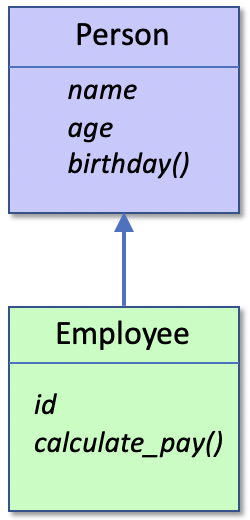 Person
name
age
birthday()
Employee
id
calculate_pay()